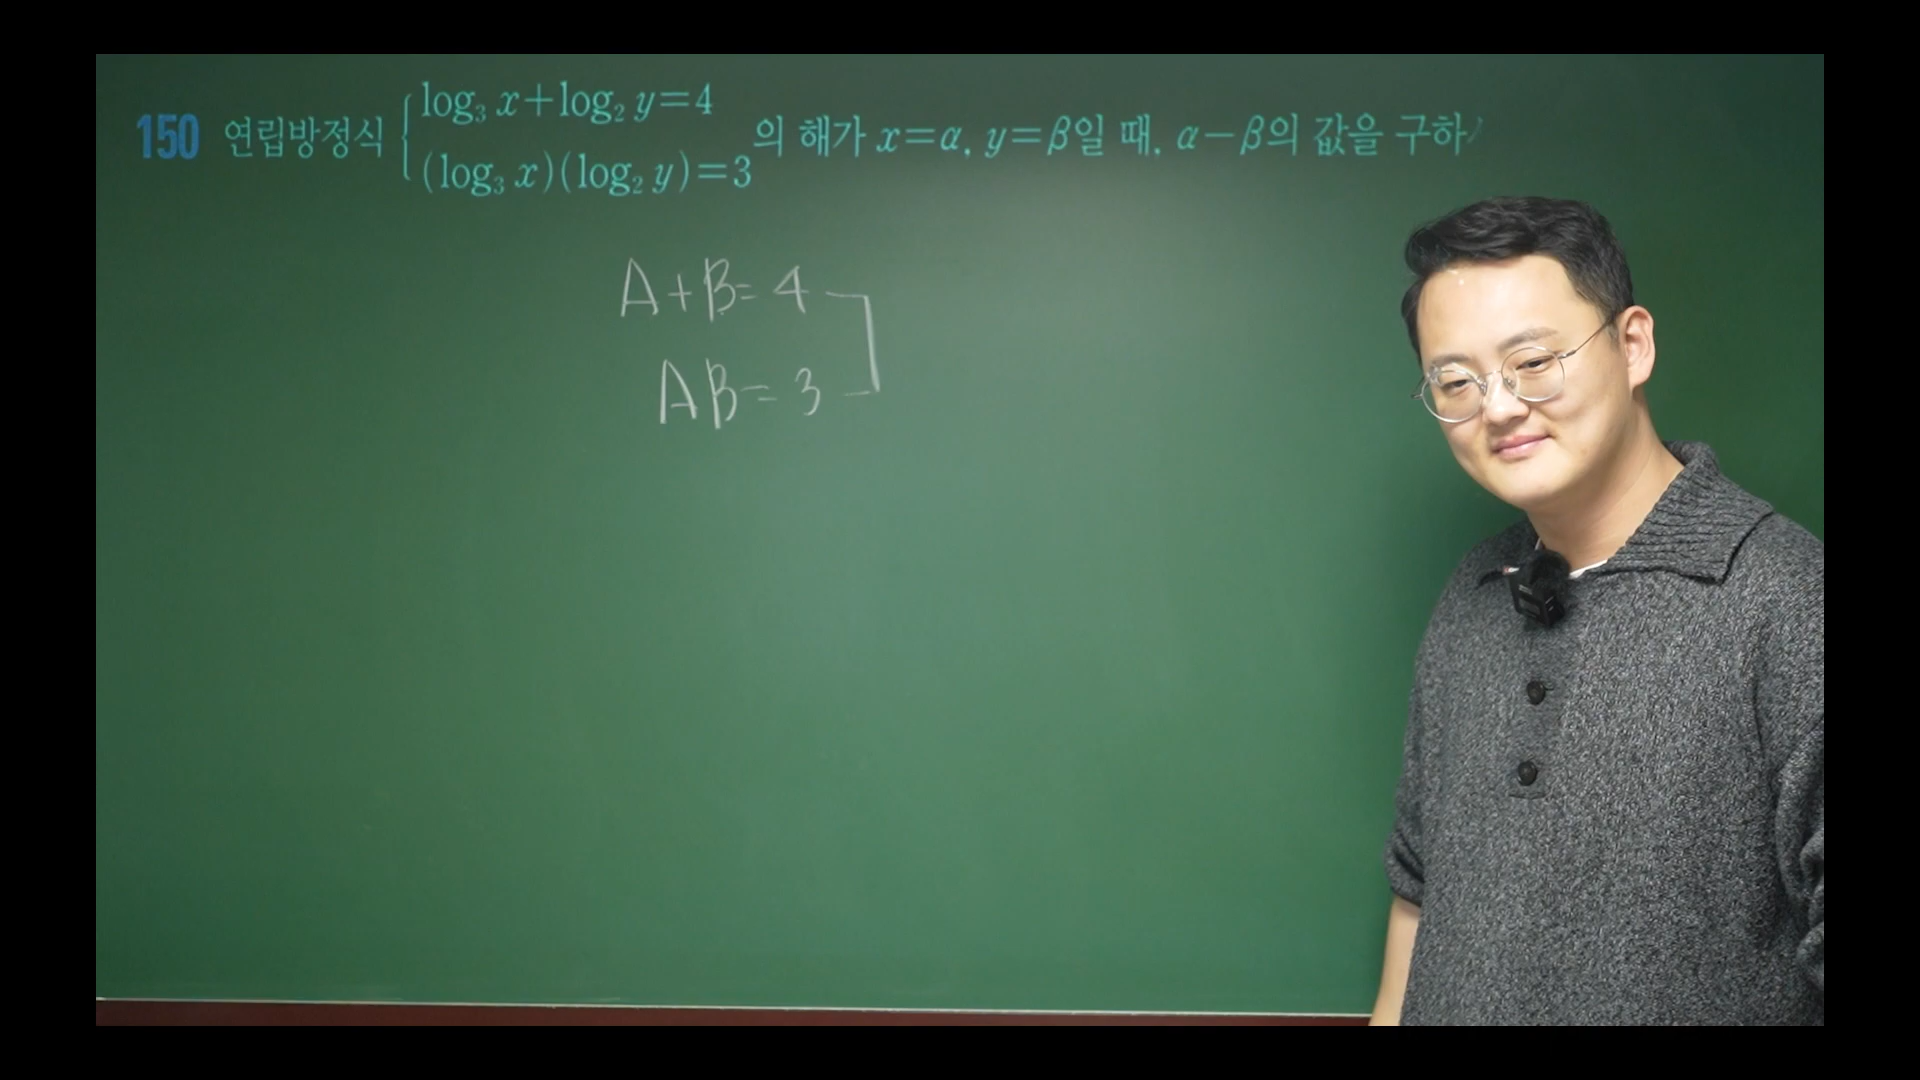 150 연립방정식 { log₃ x+log₂ y=4
(log₃ x)(log₂ y)=3 의 해가 x=α, y=β일 때, α−β의 값을 구하
A+B=4
AB=3